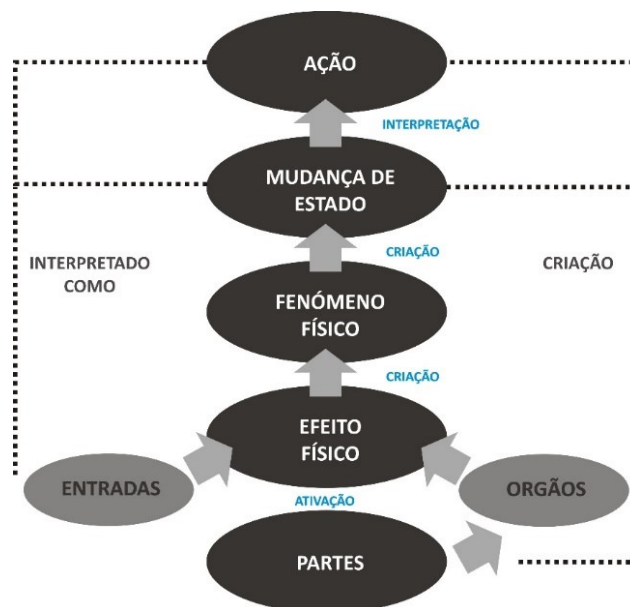 AÇÃO
INTERPRETAÇÃO
MUDANÇA DE
ESTADO
INTERPRETADO
COMO
CRIAÇÃO
CRIAÇÃO
FENÓMENO
FÍSICO
CRIAÇÃO
EFEITO
FÍSICO
ENTRADAS
ATIVAÇÃO
ORGÃOS
PARTES